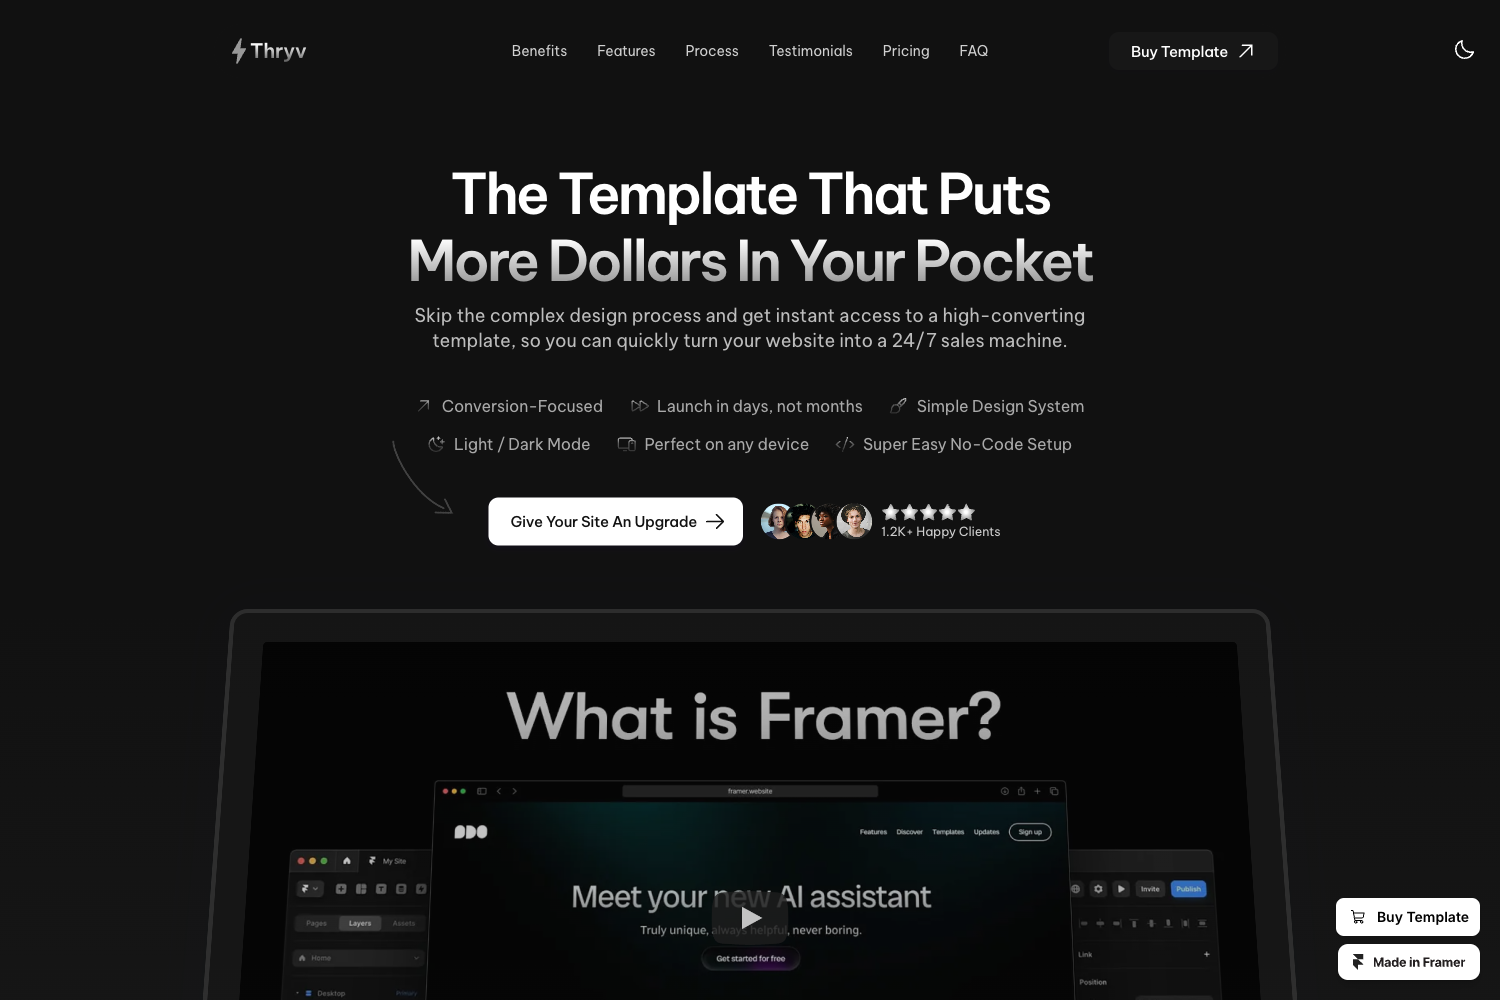 Thryv
Benefits Features Process Testimonials Pricing FAQ
Buy Template
The Template That Puts
More Dollars In Your Pocket
Skip the complex design process and get instant access to a high-converting
template, so you can quickly turn your website into a 24/7 sales machine.
Conversion-Focused Launch in days, not months Simple Design System
Light / Dark Mode Perfect on any device Super Easy No-Code Setup
Give Your Site An Upgrade
1.2K+ Happy Clients
What is Framer?
framer.website
Features Discover Templates Updates Sign up
My Site
Invite Publish
Meet your new AI assistant
Pages Layers Assets
Truly unique, always helpful, never boring.
Get started for free
Home
Link
Position
Desktop Primary
Buy Template
Made in Framer